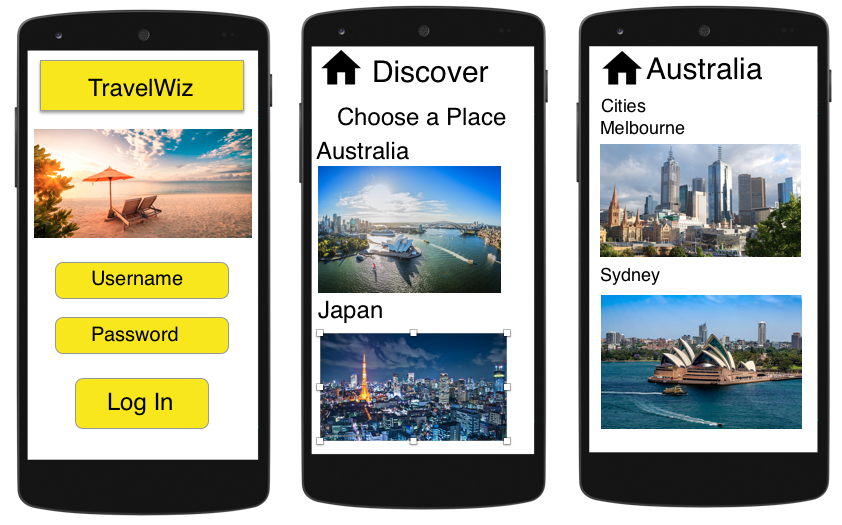 TravelWiz
Username
Password
Log In
Discover
Choose a Place
Australia
Japan
Australia
Cities
Melbourne
Sydney